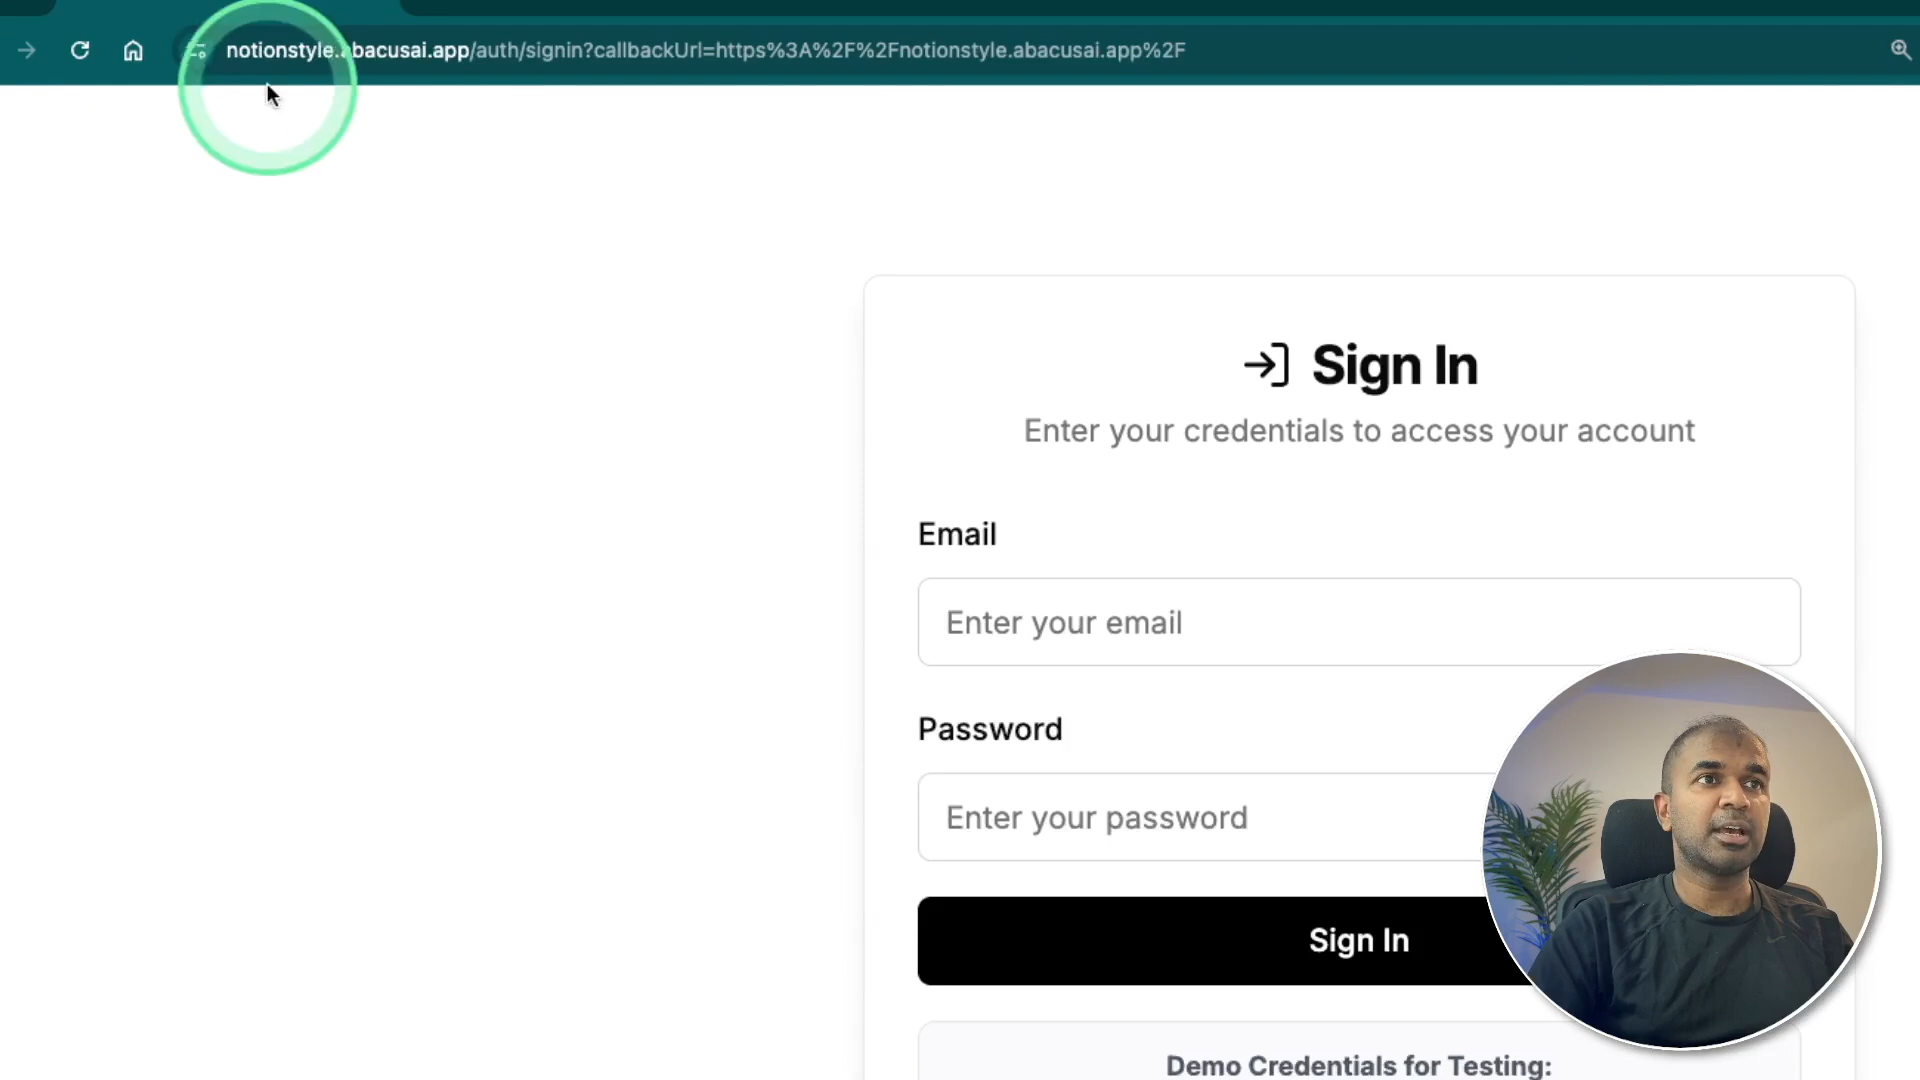 notionstyle.abacusai.app/auth/signin?callbackUrl=https%3A%2F%2Fnotionstyle.abacusai.app%2F
Sign In
Enter your credentials to access your account
Email
Enter your email
Password
Enter your password
Sign In
Demo Credentials for Testing: